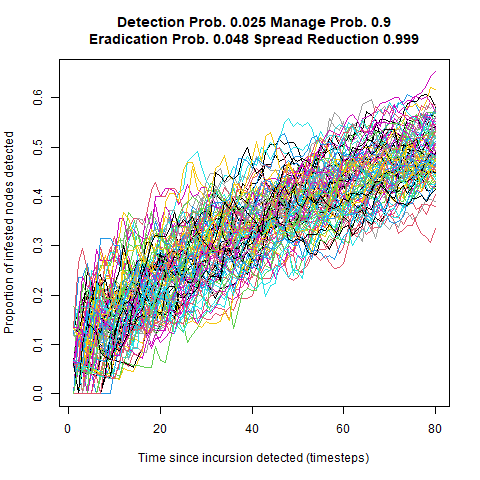 Detection Prob. 0.025 Manage Prob. 0.9
Eradication Prob. 0.048 Spread Reduction 0.999
Proportion of infested nodes detected
0.6
0.5
0.4
0.3
0.2
0.1
0.0
0 20 40 60 80
Time since incursion detected (timesteps)